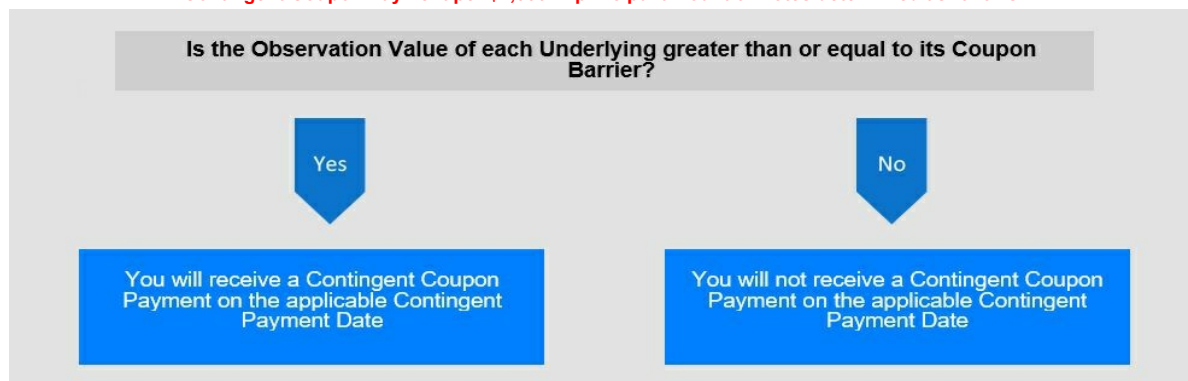 Is the Observation Value of each Underlying greater than or equal to its Coupon
Barrier?
Yes
No
You will receive a Contingent Coupon
Payment on the applicable Contingent
Payment Date
You will not receive a Contingent Coupon
Payment on the applicable Contingent
Payment Date